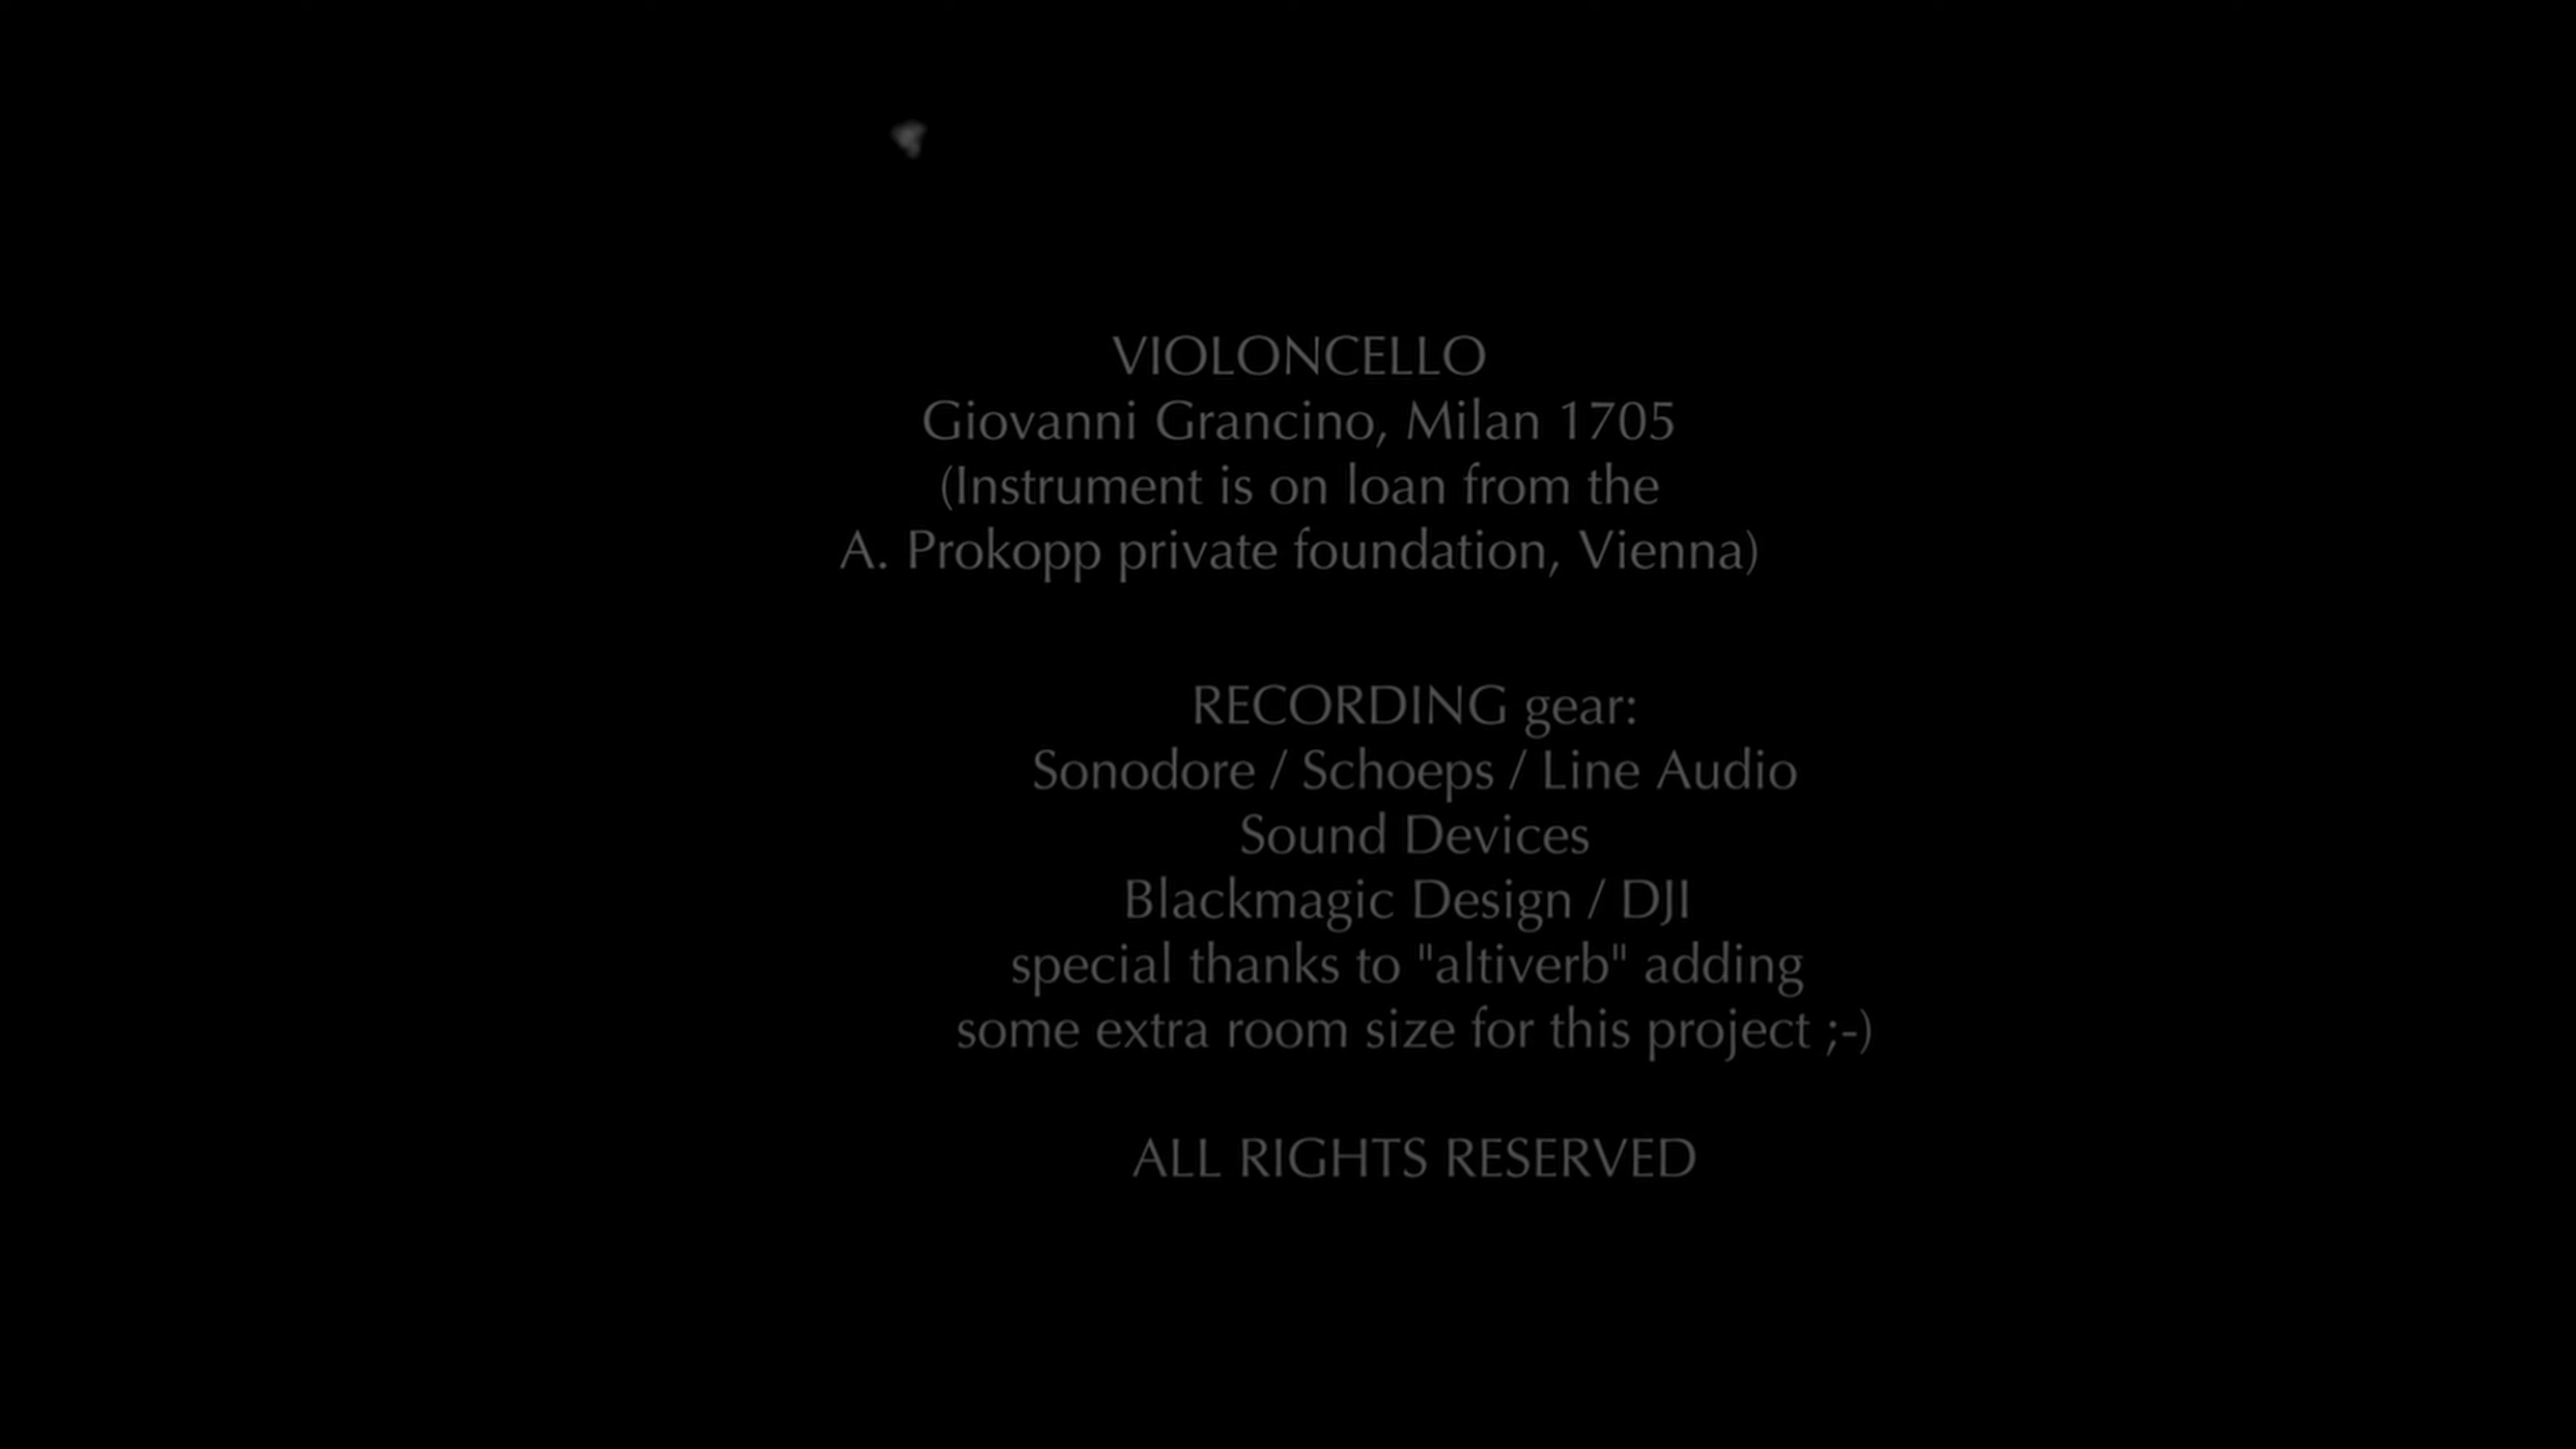 VIOLONCELLO
Giovanni Grancino, Milan 1705
(Instrument is on loan from the
A. Prokopp private foundation, Vienna)
RECORDING gear:
Sonodore / Schoeps / Line Audio
Sound Devices
Blackmagic Design / DJI
special thanks to "altiverb" adding
some extra room size for this project ;-)
ALL RIGHTS RESERVED